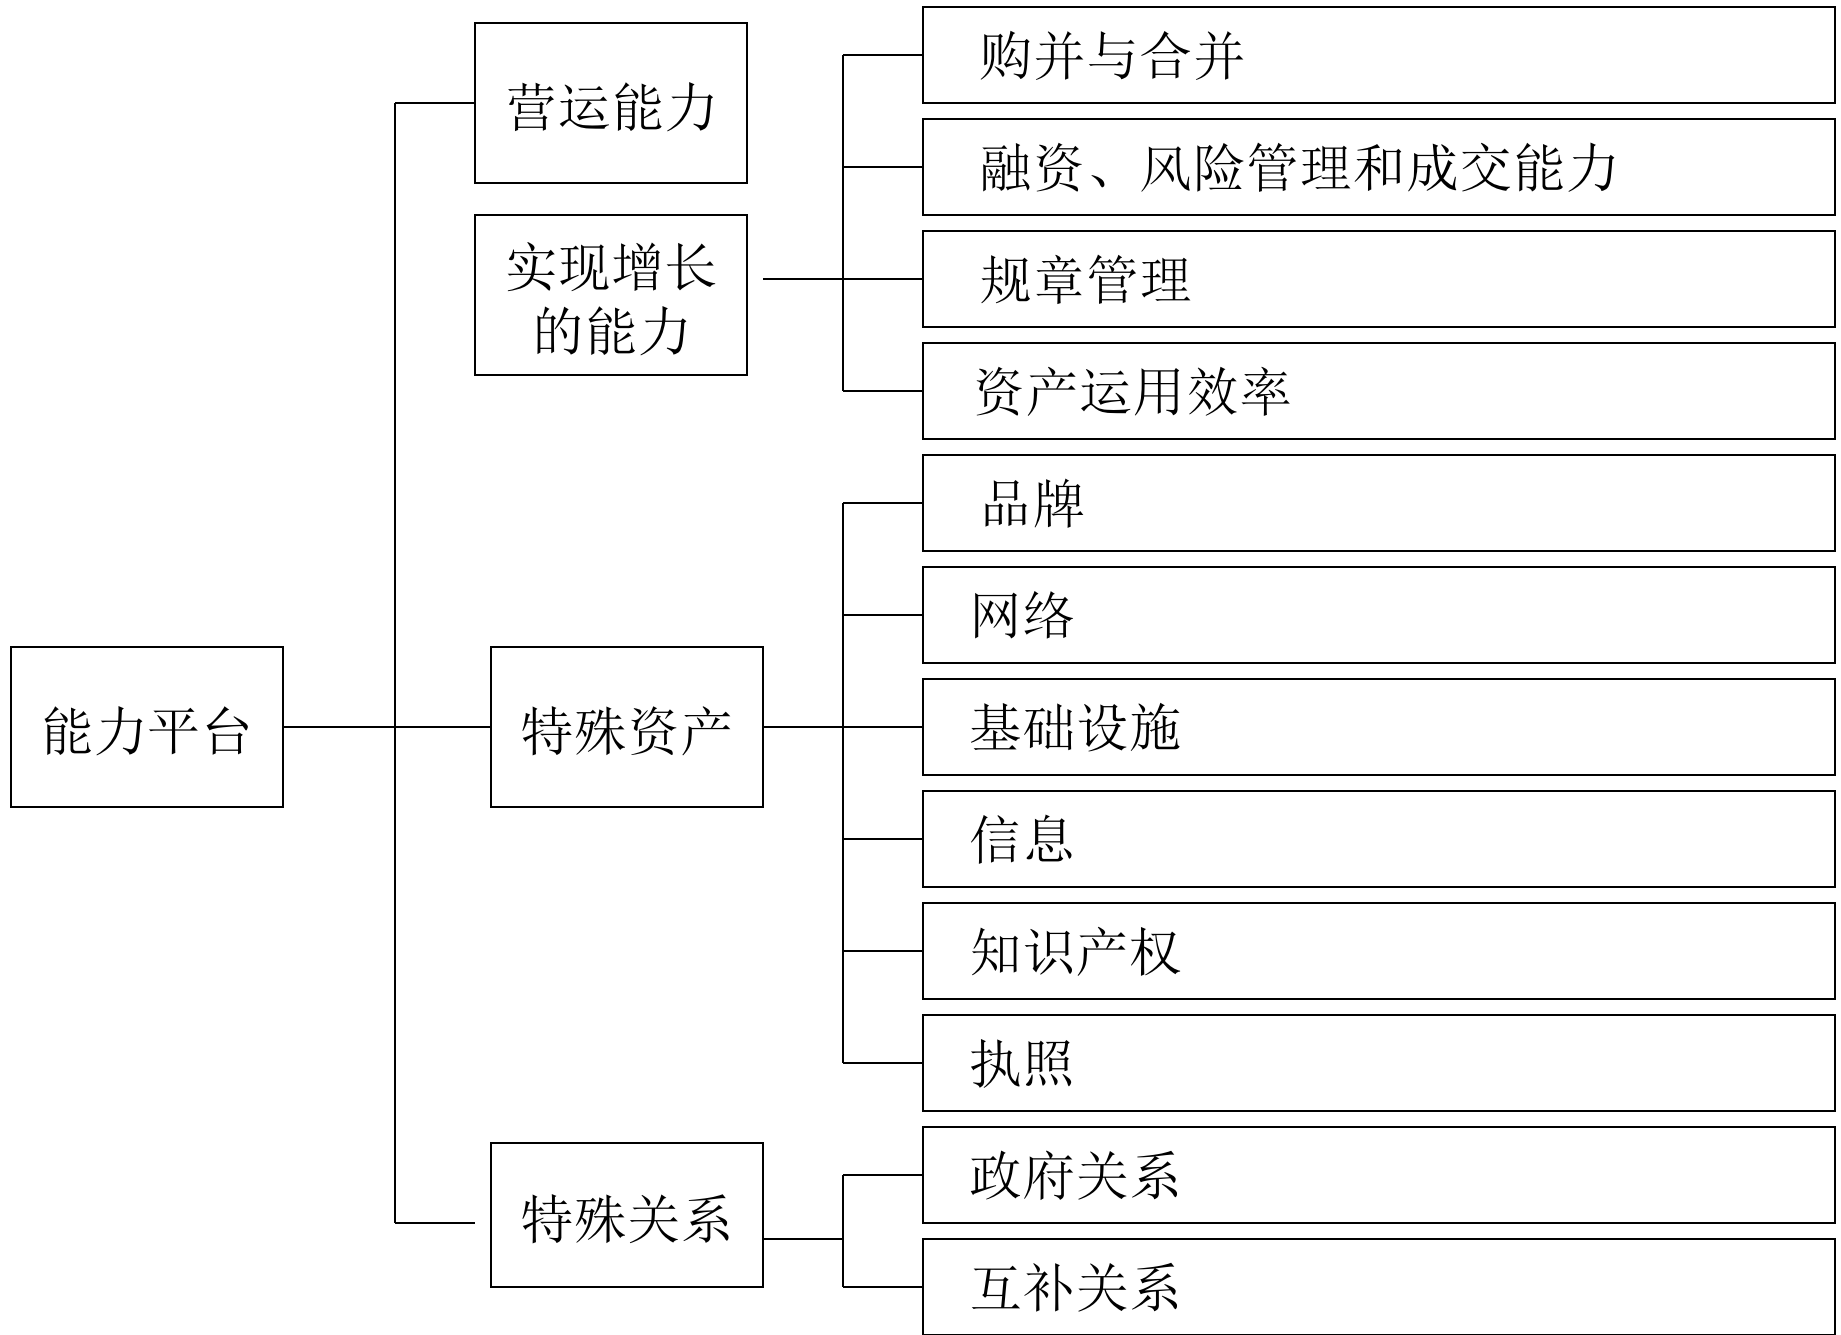 营运能力
实现增长
的能力
购并与合并
融资、风险管理和成交能力
规章管理
资产运用效率
能力平台
特殊资产
品牌
网络
基础设施
信息
知识产权
执照
特殊关系
政府关系
互补关系